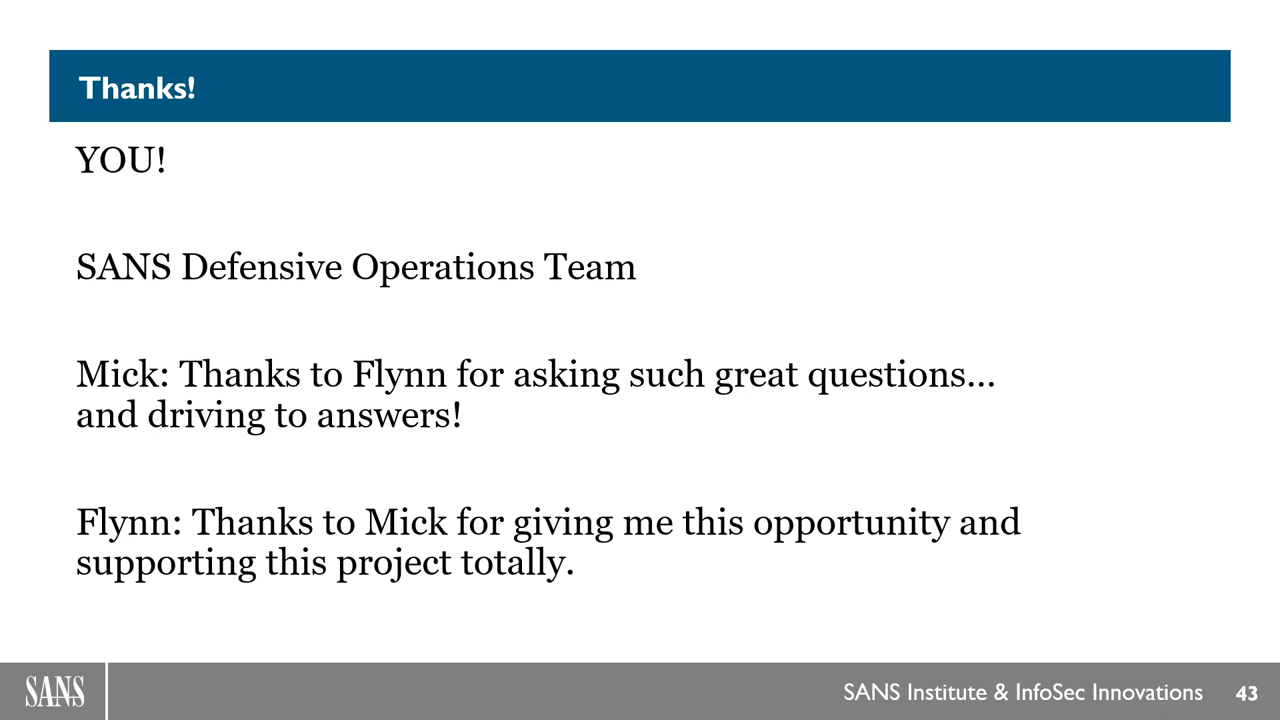 Thanks!
YOU!
SANS Defensive Operations Team
Mick: Thanks to Flynn for asking such great questions...
and driving to answers!
Flynn: Thanks to Mick for giving me this opportunity and
supporting this project totally.
SANS
SANS Institute & InfoSec Innovations
43